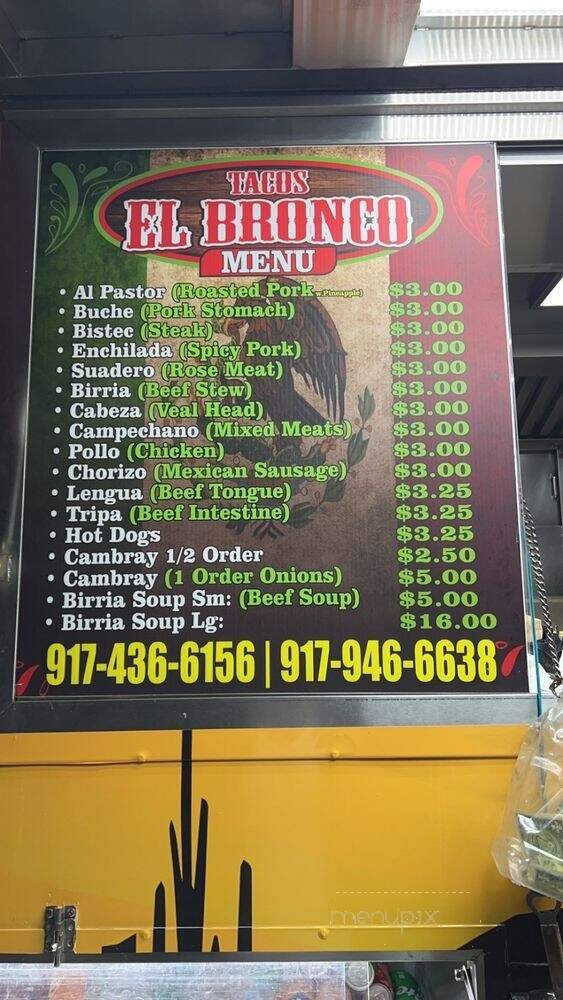 TACOS
EL BRONCO
MENU
• Al Pastor (Roasted Pork w.Pineapple) $3.00
• Buche (Pork Stomach) $3.00
• Bistec (Steak) $3.00
• Enchilada (Spicy Pork) $3.00
• Suadero (Rose Meat) $3.00
• Birria (Beef Stew) $3.00
• Cabeza (Veal Head) $3.00
• Campechano (Mixed Meats) $3.00
• Pollo (Chicken) $3.00
• Chorizo (Mexican Sausage) $3.00
• Lengua (Beef Tongue) $3.25
• Tripa (Beef Intestine) $3.25
• Hot Dogs $3.25
• Cambray 1/2 Order $2.50
• Cambray (1 Order Onions) $5.00
• Birria Soup Sm: (Beef Soup) $5.00
• Birria Soup Lg: $16.00
917-436-6156 | 917-946-6638
menupix